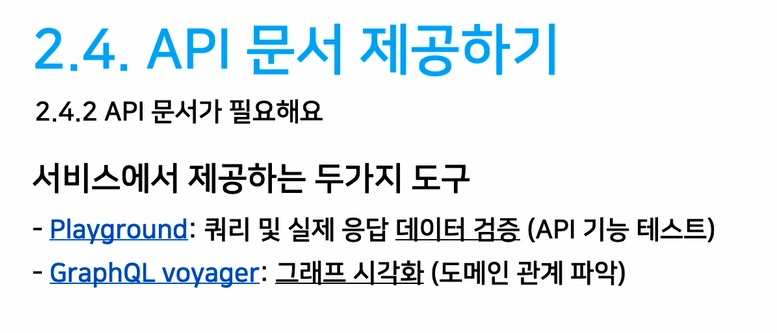 2.4. API 문서 제공하기
2.4.2 API 문서가 필요해요
서비스에서 제공하는 두가지 도구
- Playground: 쿼리 및 실제 응답 데이터 검증 (API 기능 테스트)
- GraphQL voyager: 그래프 시각화 (도메인 관계 파악)